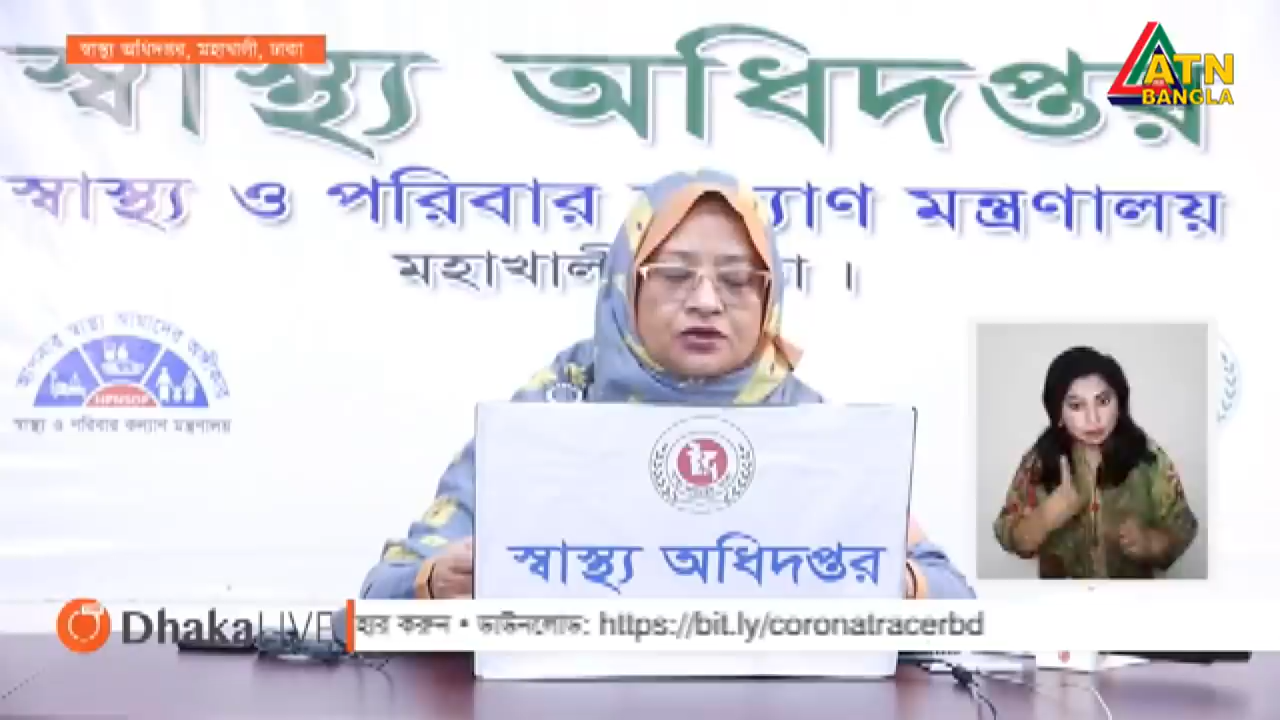 স্বাস্থ্য অধিদপ্তর, মহাখালী, ঢাকা
স্বাস্থ্য অধিদপ্তর
ATN
BANGLA
স্বাস্থ্য ও পরিবার কল্যাণ মন্ত্রণালয়
মহাখালী
স্বাস্থ্য ও পরিবার কল্যাণ মন্ত্রণালয়
স্বাস্থ্য অধিদপ্তর
DhakaLIVE
হার করুন • ডাউনলোড: https://bit.ly/coronatracerbd